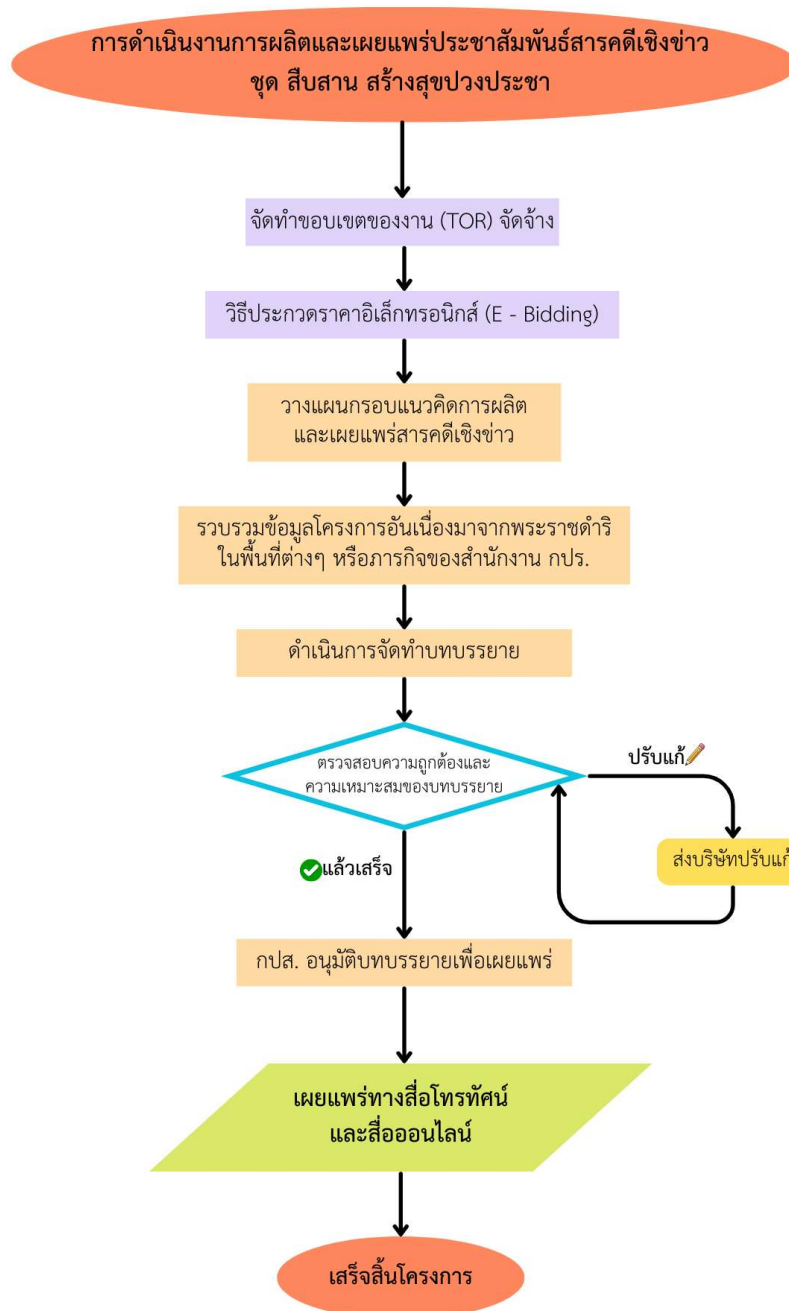 การดำเนินงานการผลิตและเผยแพร่ประชาสัมพันธ์สารคดีเชิงข่าว
ชุด สืบสาน สร้างสุขปวงประชา
จัดทำขอบเขตของงาน (TOR) จัดจ้าง
วิธีประกวดราคาอิเล็กทรอนิกส์ (E - Bidding)
วางแผนกรอบแนวคิดการผลิต
และเผยแพร่สารคดีเชิงข่าว
รวบรวมข้อมูลโครงการอันเนื่องมาจากพระราชดำริ
ในพื้นที่ต่างๆ หรือภารกิจของสำนักงาน กปร.
ดำเนินการจัดทำบทบรรยาย
ตรวจสอบความถูกต้องและ
ความเหมาะสมของบทบรรยาย
ปรับแก้
ส่งบริษัทปรับแก้
แล้วเสร็จ
กปส. อนุมัติบทบรรยายเพื่อเผยแพร่
เผยแพร่ทางสื่อโทรทัศน์
และสื่อออนไลน์
เสร็จสิ้นโครงการ